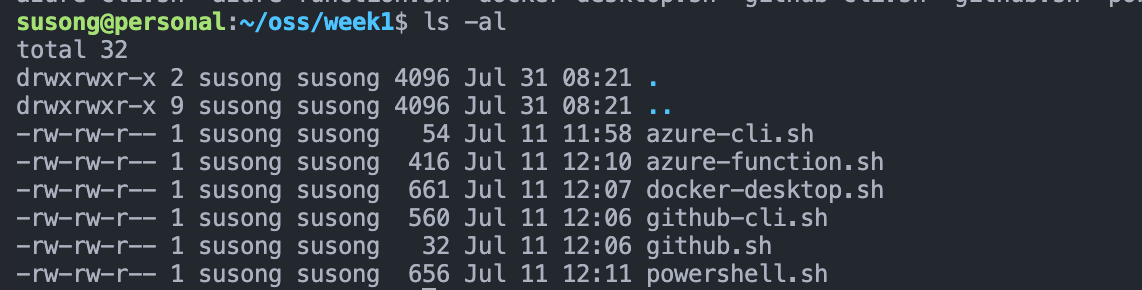 susong@personal:~/oss/week1$ ls -al
total 32
drwxrwxr-x 2 susong susong 4096 Jul 31 08:21 .
drwxrwxr-x 9 susong susong 4096 Jul 31 08:21 ..
-rw-rw-r-- 1 susong susong   54 Jul 11 11:58 azure-cli.sh
-rw-rw-r-- 1 susong susong  416 Jul 11 12:10 azure-function.sh
-rw-rw-r-- 1 susong susong  661 Jul 11 12:07 docker-desktop.sh
-rw-rw-r-- 1 susong susong  560 Jul 11 12:06 github-cli.sh
-rw-rw-r-- 1 susong susong   32 Jul 11 12:06 github.sh
-rw-rw-r-- 1 susong susong  656 Jul 11 12:11 powershell.sh